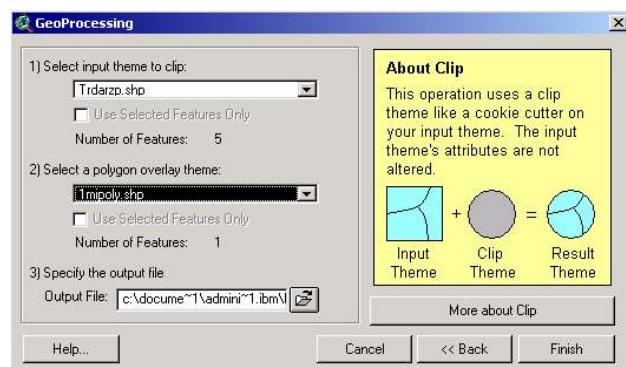 GeoProcessing
1) Select input theme to clip:
Trdarzp.shp
Use Selected Features Only
Number of Features: 5
2) Select a polygon overlay theme:
1mipoly.shp
Use Selected Features Only
Number of Features: 1
3) Specify the output file
Output File: c:\docume~1\admini~1.ibm\l
About Clip
This operation uses a clip
theme like a cookie cutter on
your input theme. The input
theme's attributes are not
altered.
+ =
Input Theme
Clip Theme
Result Theme
More about Clip
Help...
Cancel
<< Back
Finish